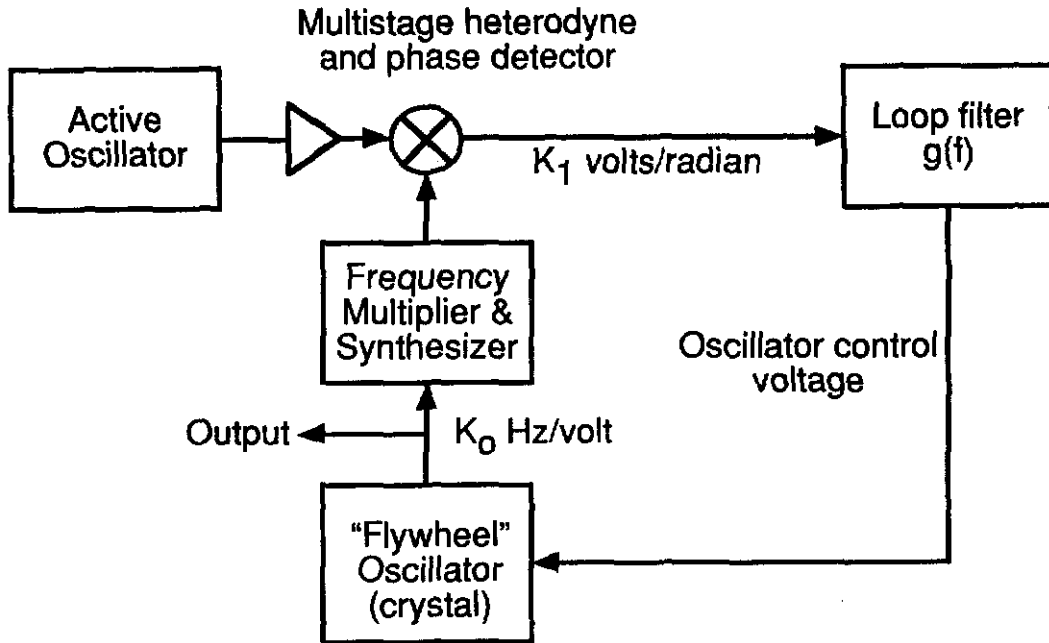 Multistage heterodyne
and phase detector
Active
Oscillator
K₁ volts/radian
Loop filter
g(f)
Frequency
Multiplier &
Synthesizer
Oscillator control
voltage
Output
K₀ Hz/volt
“Flywheel”
Oscillator
(crystal)